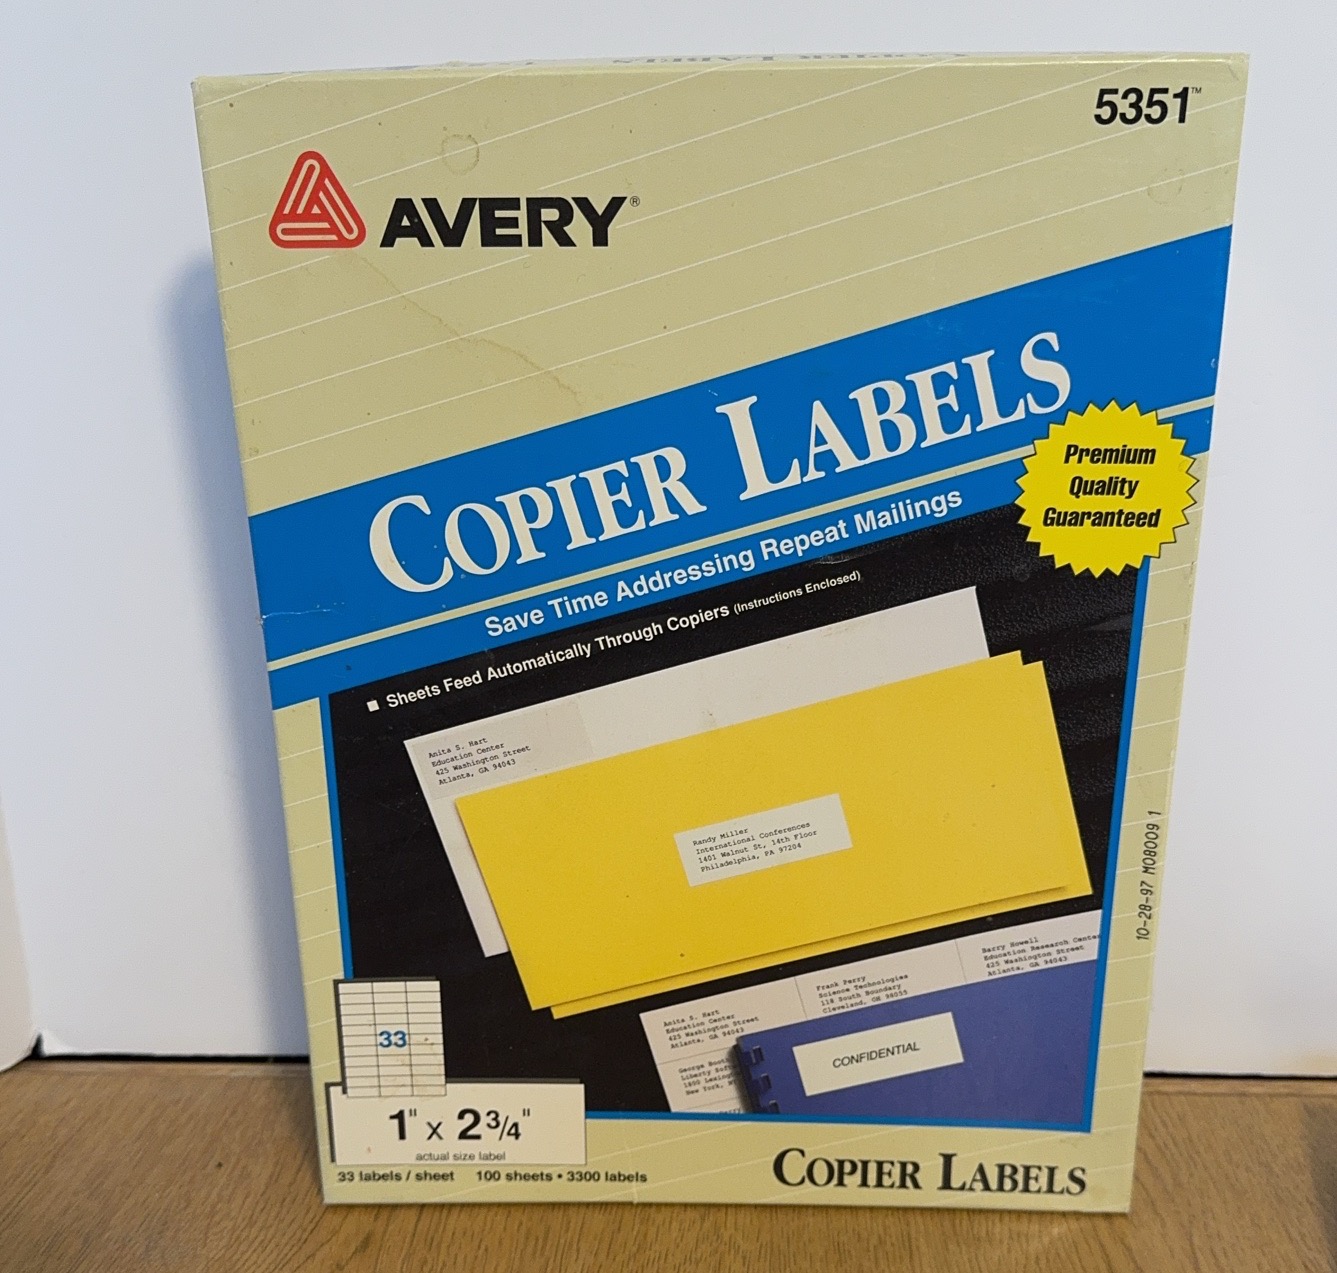 5351™
AVERY®
COPIER LABELS
Save Time Addressing Repeat Mailings
Premium
Quality
Guaranteed
■ Sheets Feed Automatically Through Copiers (Instructions Enclosed)
Anita S. Hart
Education Center
425 Washington Street
Atlanta, GA 94043
Randy Miller
International Conferences
1401 Walnut St, 14th Floor
Philadelphia, PA 97204
10-28-97 M08009 1
Barry Howell
Education Research Center
425 Washington Street
Atlanta, GA 94043
Frank Perry
Science Technologies
118 South Boundary
Cleveland, OH 98055
Anita S. Hart
Education Center
425 Washington Street
Atlanta, GA 94043
George
Liberty
1800
New York,
CONFIDENTIAL
33
1" x 2 3/4"
actual size label
33 labels / sheet 100 sheets • 3300 labels
COPIER LABELS